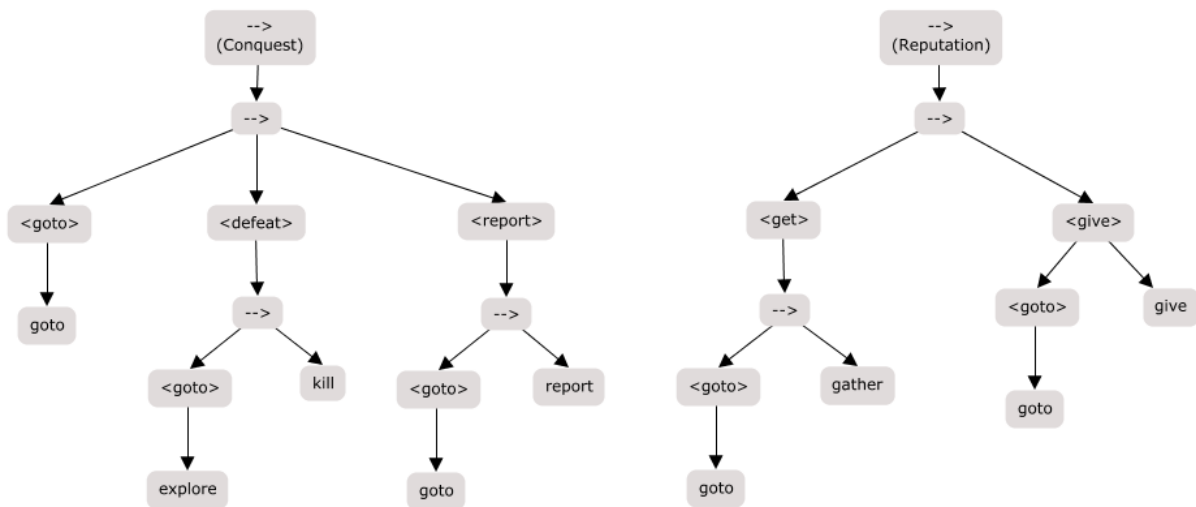 -->
(Conquest)
-->
(Reputation)
-->
-->
<goto>
<defeat>
<report>
<get>
<give>
goto
-->
-->
-->
<goto>
give
<goto>
kill
<goto>
report
<goto>
gather
goto
explore
goto
goto